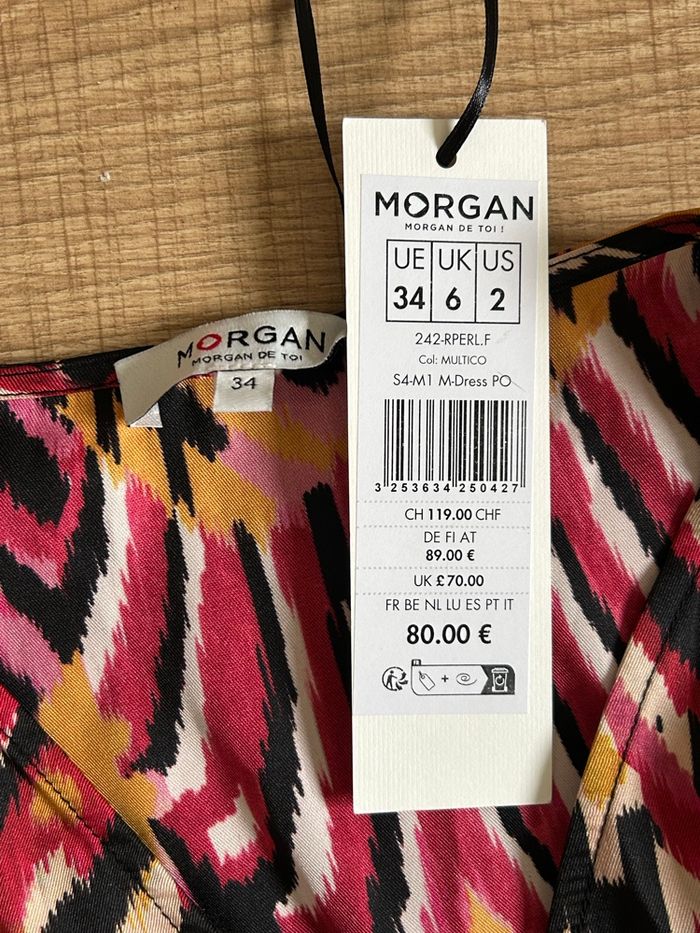 MORGAN
MORGAN DE TOI !
UE UK US
34 6 2
242-RPERL.F
Col: MULTICO
S4-M1 M-Dress PO
3 253634 250427
CH 119.00 CHF
DE FI AT
89.00 €
UK £70.00
FR BE NL LU ES PT IT
80.00 €
FR
+
MORGAN
MORGAN DE TOI
34